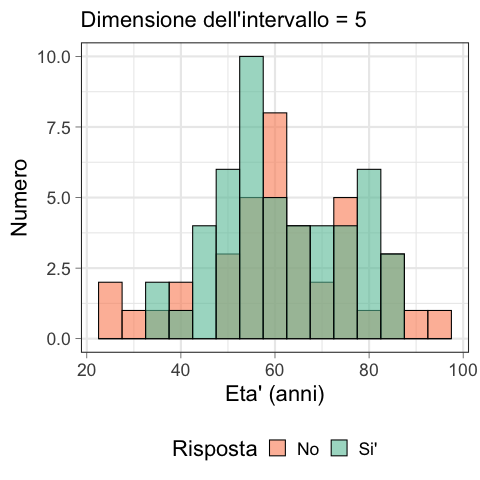 Dimensione dell'intervallo = 5
10.0
7.5
5.0
2.5
0.0
Numero
20 40 60 80 100
Eta' (anni)
Risposta No Si'